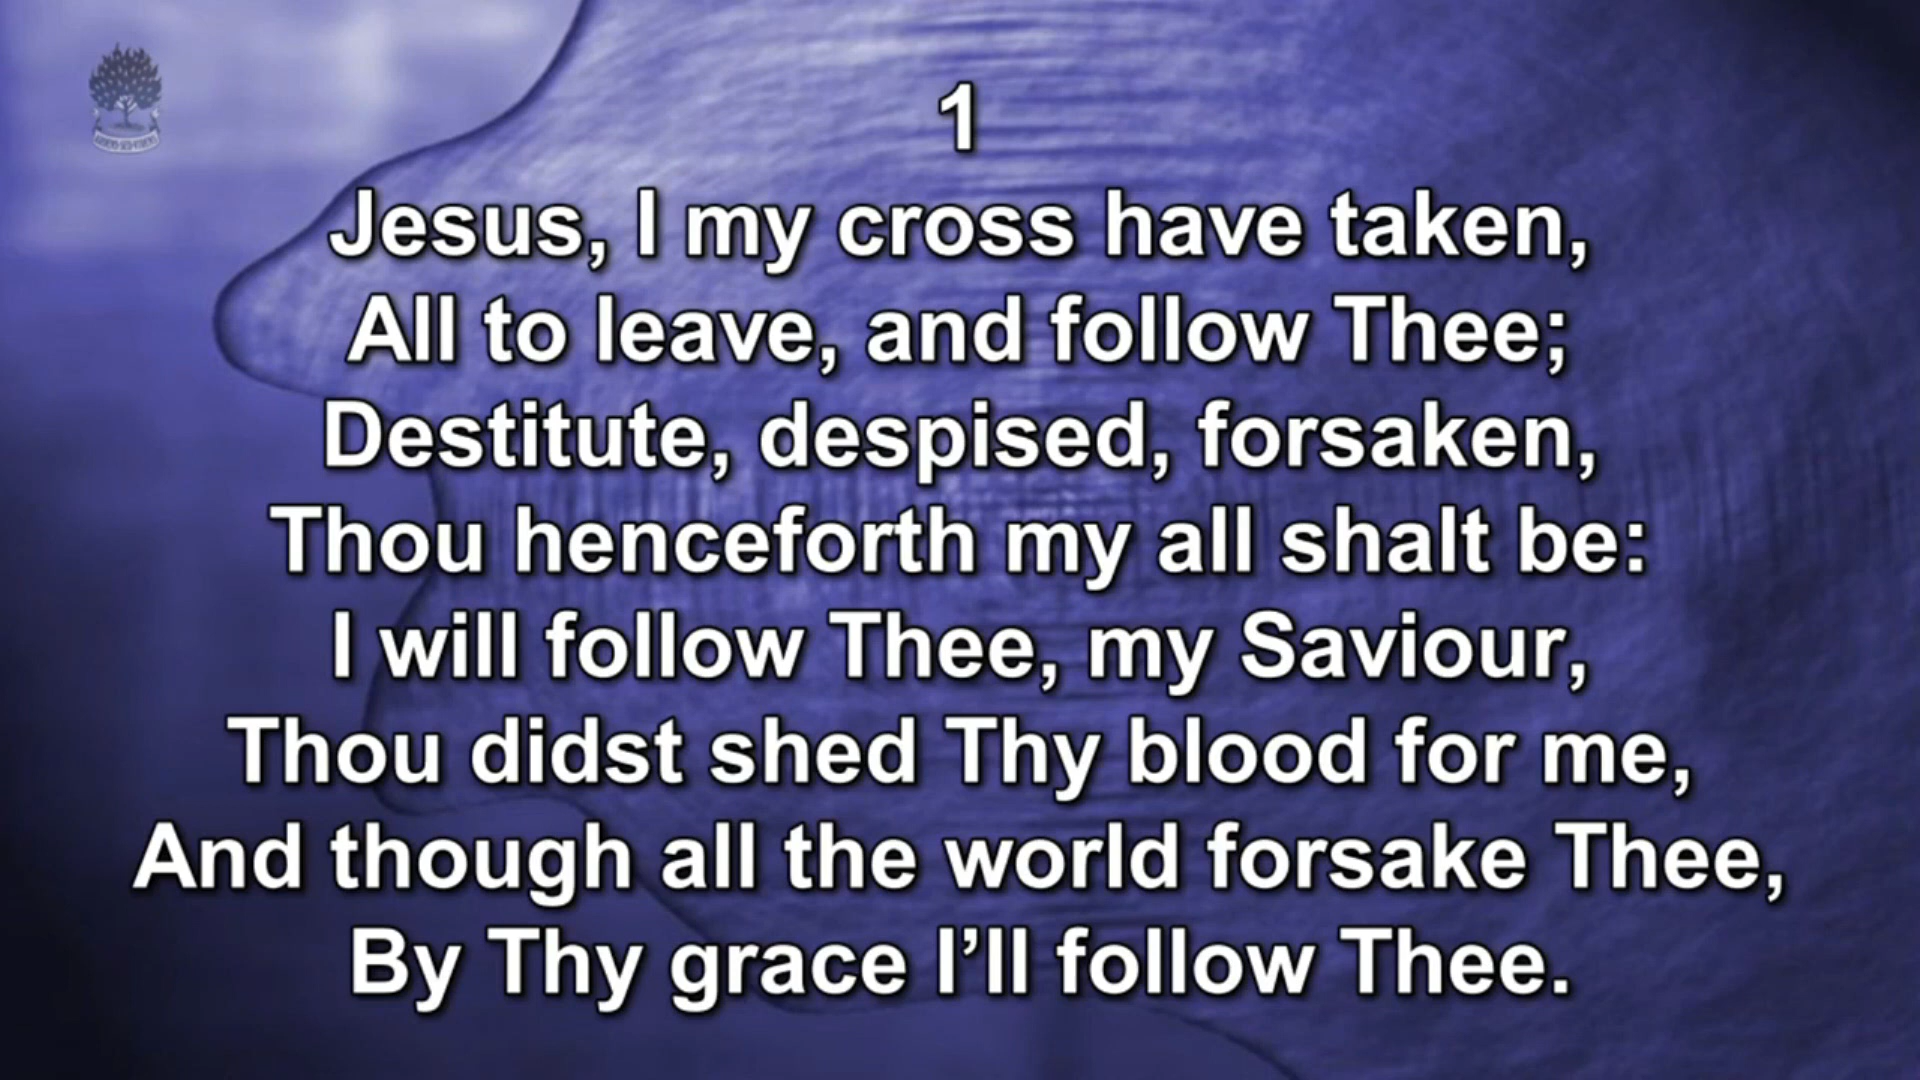 1
Jesus, I my cross have taken,
All to leave, and follow Thee;
Destitute, despised, forsaken,
Thou henceforth my all shalt be:
I will follow Thee, my Saviour,
Thou didst shed Thy blood for me,
And though all the world forsake Thee,
By Thy grace I’ll follow Thee.